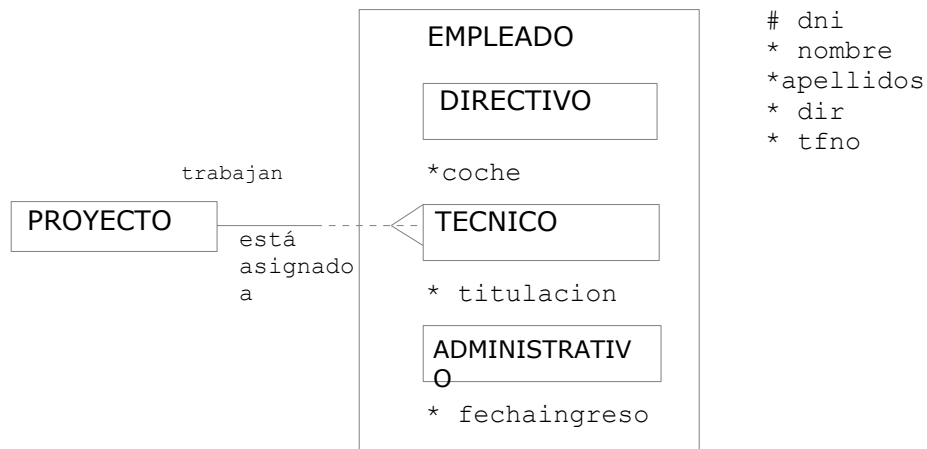 EMPLEADO
# dni
* nombre
*apellidos
* dir
* tfno
DIRECTIVO
*coche
trabajan
PROYECTO
está
asignado
a
TECNICO
* titulacion
ADMINISTRATIV
O
* fechaingreso